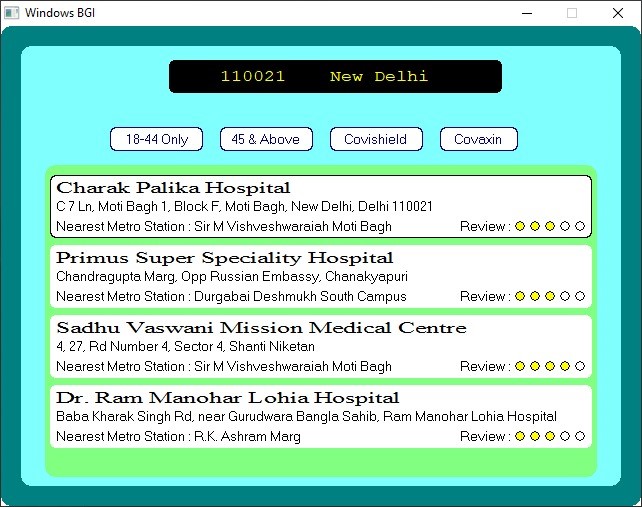 Windows BGI
110021 New Delhi
18-44 Only 45 & Above Covishield Covaxin
Charak Palika Hospital
C 7 Ln, Moti Bagh 1, Block F, Moti Bagh, New Delhi, Delhi 110021
Nearest Metro Station : Sir M Vishveshwaraiah Moti Bagh Review :
Primus Super Speciality Hospital
Chandragupta Marg, Opp Russian Embassy, Chanakyapuri
Nearest Metro Station : Durgabai Deshmukh South Campus Review :
Sadhu Vaswani Mission Medical Centre
4, 27, Rd Number 4, Sector 4, Shanti Niketan
Nearest Metro Station : Sir M Vishveshwaraiah Moti Bagh Review :
Dr. Ram Manohar Lohia Hospital
Baba Kharak Singh Rd, near Gurudwara Bangla Sahib, Ram Manohar Lohia Hospital
Nearest Metro Station : R.K. Ashram Marg Review :